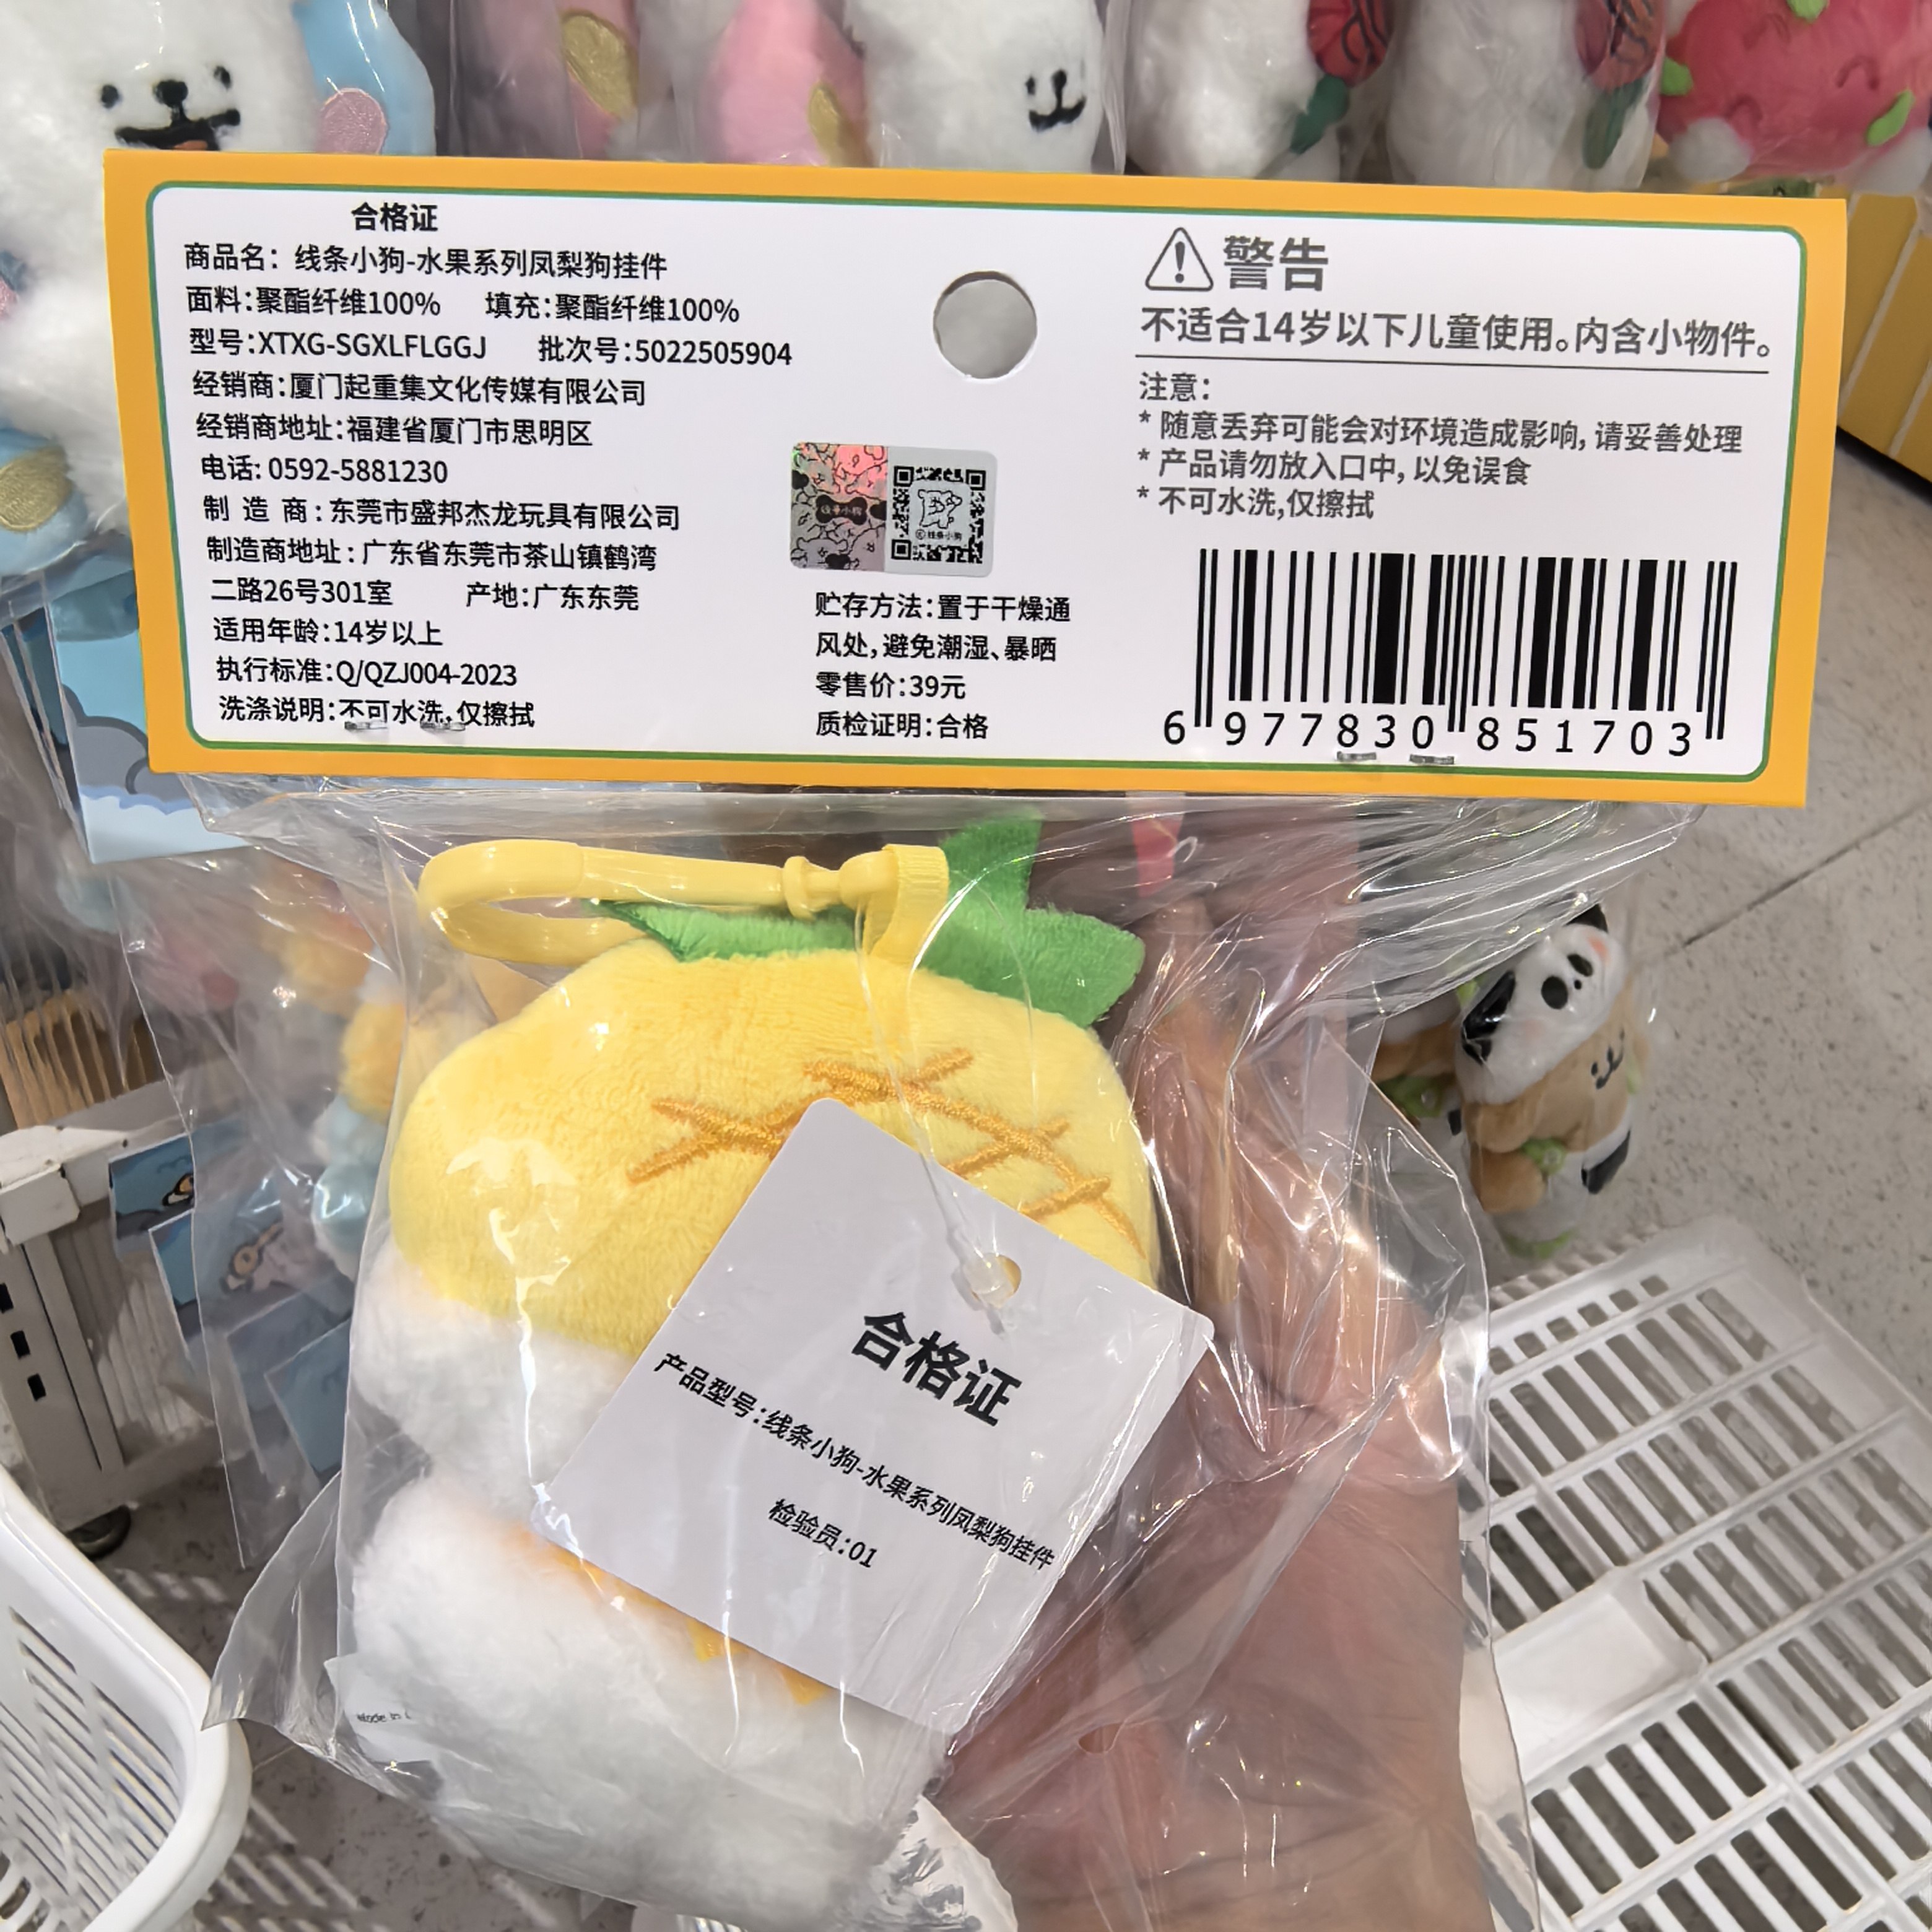 合格证
商品名：线条小狗-水果系列凤梨狗挂件
面料：聚酯纤维100% 填充：聚酯纤维100%
型号：XTXG-SGXLFLGGJ 批次号：5022505904
经销商：厦门起重集文化传媒有限公司
经销商地址：福建省厦门市思明区
电话：0592-5881230
制 造 商：东莞市盛邦杰龙玩具有限公司
制造商地址：广东省东莞市茶山镇鹤湾
二路26号301室 产地：广东东莞
适用年龄：14岁以上
执行标准：Q/QZJ004-2023
洗涤说明：不可水洗，仅擦拭
线条小狗
©线条小狗
贮存方法：置于干燥通
风处，避免潮湿、暴晒
零售价：39元
质检证明：合格
警告
不适合14岁以下儿童使用。内含小物件。
注意：
* 随意丢弃可能会对环境造成影响，请妥善处理
* 产品请勿放入口中，以免误食
* 不可水洗，仅擦拭
6 977830 851703
合格证
产品型号：线条小狗-水果系列凤梨狗挂件
检验员：01
Made in